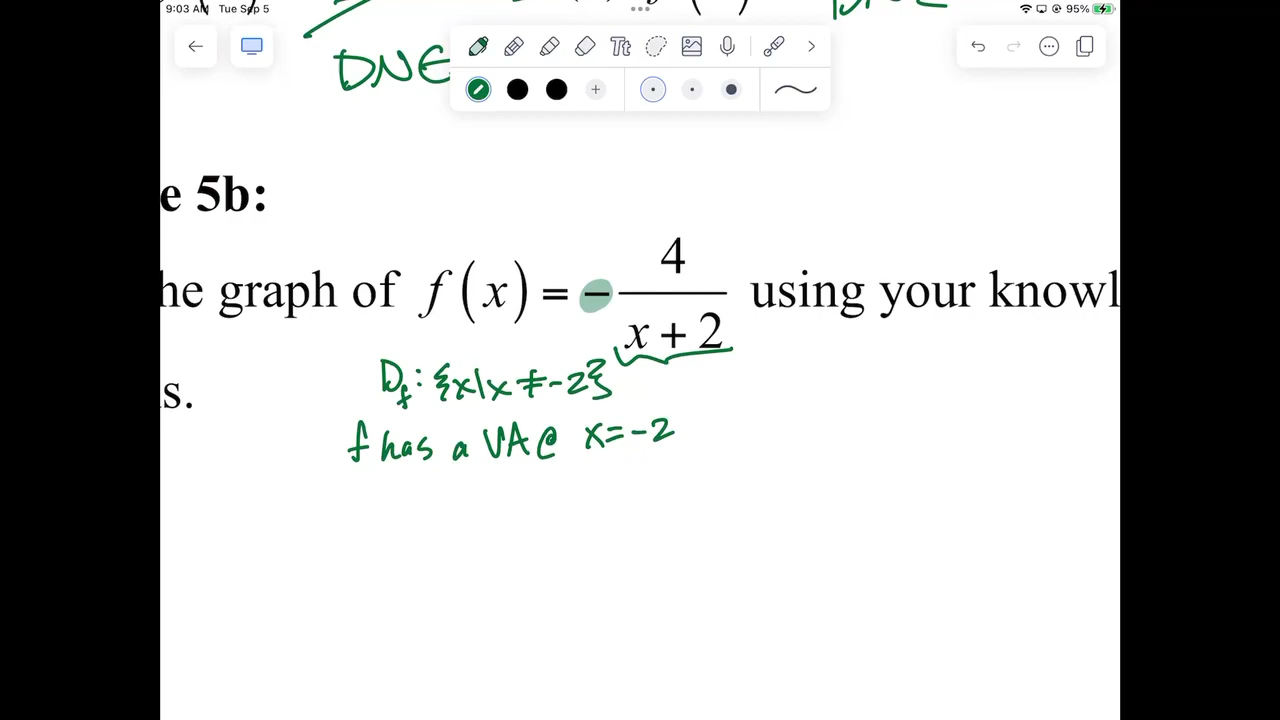 9:03 AM Tue Sep 5 95%
DNE
Tt
e 5b:
he graph of f(x) = - 4/(x + 2) using your knowl
D_f: {x|x ≠ -2}
s.
f has a VA @ x = -2